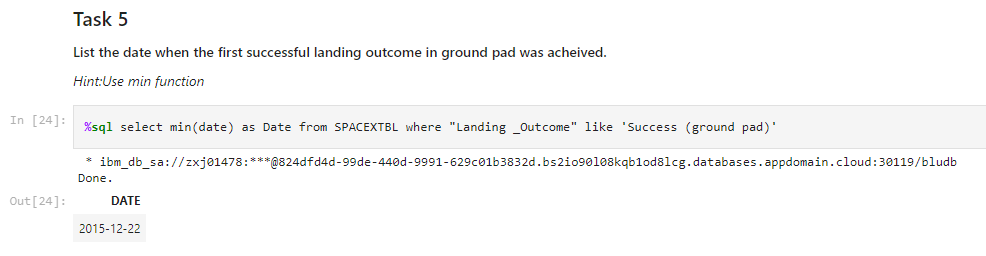 Task 5
List the date when the first successful landing outcome in ground pad was acheived.
Hint:Use min function
In [24]: %sql select min(date) as Date from SPACEXTBL where "Landing _Outcome" like 'Success (ground pad)'
* ibm_db_sa://zxj01478:***@824dfd4d-99de-440d-9991-629c01b3832d.bs2io90l08kqb1od8lcg.databases.appdomain.cloud:30119/bludb
Done.
Out[24]: DATE
2015-12-22